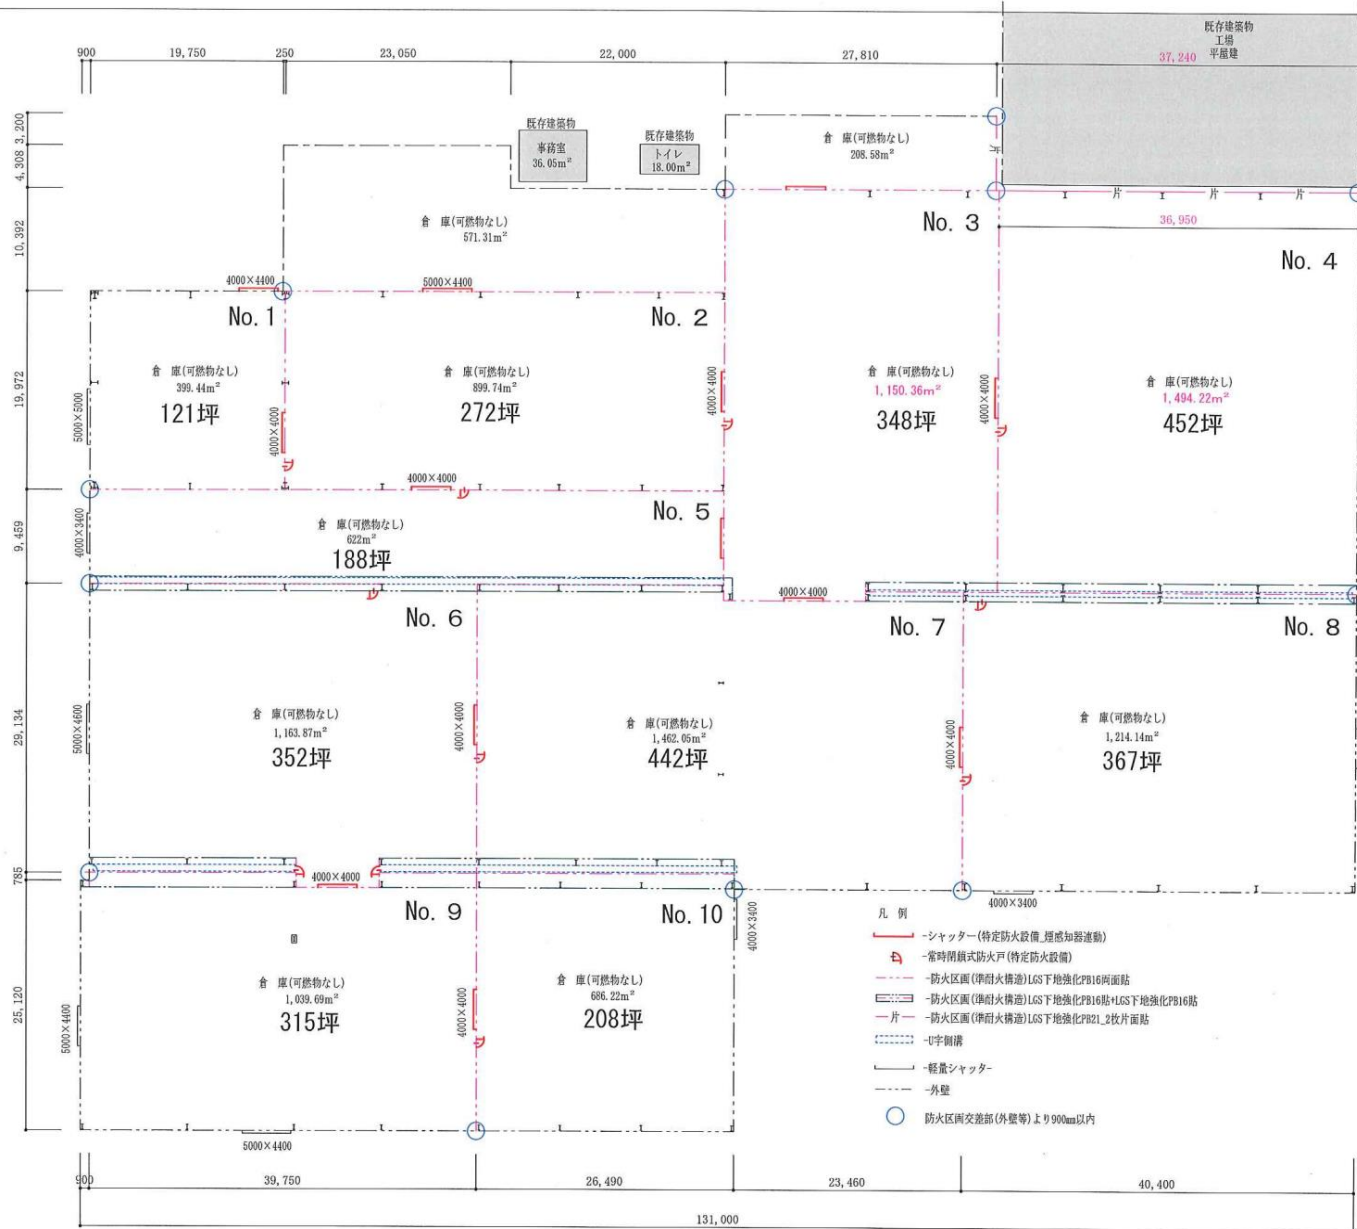 既存建築物
工場
平屋建
900
19,750
250
23,050
22,000
27,810
37,240
3,200
4,308
10,392
19,972
9,459
29,134
785
25,120
既存建築物
事務室
36.05m²
既存建築物
トイレ
18.00m²
倉 庫(可燃物なし)
208.58m²
片
片
片
片
36,950
倉 庫(可燃物なし)
571.31m²
No. 3
No. 4
4000×4400
5000×4400
No. 1
No. 2
倉 庫(可燃物なし)
399.44m²
121坪
倉 庫(可燃物なし)
899.74m²
272坪
倉 庫(可燃物なし)
1,150.36m²
348坪
倉 庫(可燃物なし)
1,494.22m²
452坪
5000×5000
4000×4000
4000×4000
4000×4000
4000×4000
No. 5
4000×3400
倉 庫(可燃物なし)
622m²
188坪
4000×4000
No. 6
No. 7
No. 8
5000×4600
倉 庫(可燃物なし)
1,163.87m²
352坪
4000×4000
倉 庫(可燃物なし)
1,462.05m²
442坪
4000×4000
倉 庫(可燃物なし)
1,214.14m²
367坪
4000×4000
No. 9
No. 10
4000×3400
4000×3400
5000×4400
倉 庫(可燃物なし)
1,039.69m²
315坪
4000×4000
倉 庫(可燃物なし)
686.22m²
208坪
5000×4400
凡 例
-シャッター(特定防火設備_煙感知器連動)
-常時閉鎖式防火戸(特定防火設備)
-防火区画(準耐火構造)LGS下地強化PB16両面貼
-防火区画(準耐火構造)LGS下地強化PB16貼+LGS下地強化PB16貼
片 -防火区画(準耐火構造)LGS下地強化PB21_2枚片面貼
-U字側溝
-軽量シャッター
-外壁
防火区画交差部(外壁等)より900mm以内
900
39,750
26,490
23,460
40,400
131,000